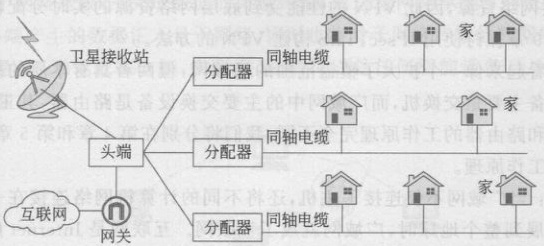 家
卫星接收站
分配器 同轴电缆
家
头端 分配器 同轴电缆
家
互联网
网关
分配器 同轴电缆